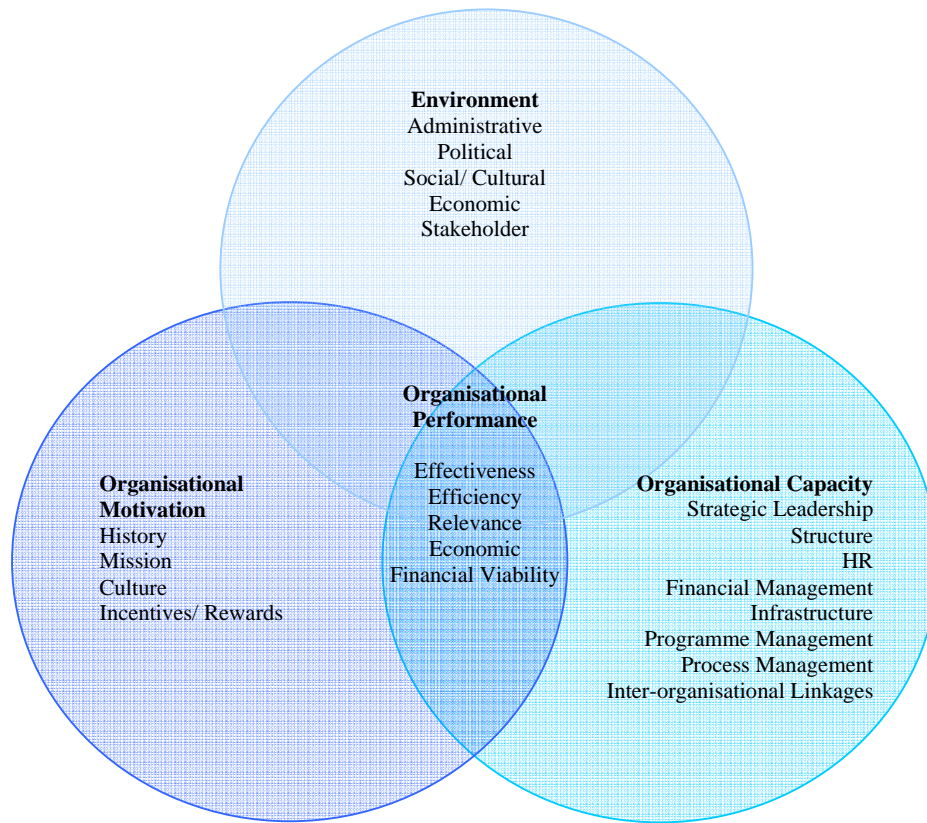 Environment
Administrative
Political
Social/ Cultural
Economic
Stakeholder
Organisational
Performance
Effectiveness
Efficiency
Relevance
Economic
Financial Viability
Organisational
Motivation
History
Mission
Culture
Incentives/ Rewards
Organisational Capacity
Strategic Leadership
Structure
HR
Financial Management
Infrastructure
Programme Management
Process Management
Inter-organisational Linkages